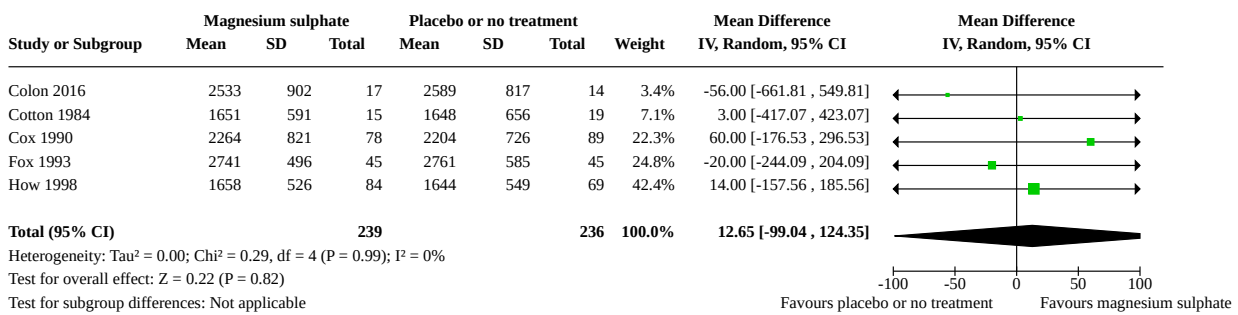 Magnesium sulphate Placebo or no treatment Mean Difference Mean Difference
Study or Subgroup Mean SD Total Mean SD Total Weight IV, Random, 95% CI IV, Random, 95% CI
Colon 2016 2533 902 17 2589 817 14 3.4% -56.00 [-661.81 , 549.81]
Cotton 1984 1651 591 15 1648 656 19 7.1% 3.00 [-417.07 , 423.07]
Cox 1990 2264 821 78 2204 726 89 22.3% 60.00 [-176.53 , 296.53]
Fox 1993 2741 496 45 2761 585 45 24.8% -20.00 [-244.09 , 204.09]
How 1998 1658 526 84 1644 549 69 42.4% 14.00 [-157.56 , 185.56]
Total (95% CI) 239 236 100.0% 12.65 [-99.04 , 124.35]
Heterogeneity: Tau² = 0.00; Chi² = 0.29, df = 4 (P = 0.99); I² = 0%
Test for overall effect: Z = 0.22 (P = 0.82)
-100 -50 0 50 100
Test for subgroup differences: Not applicable Favours placebo or no treatment Favours magnesium sulphate